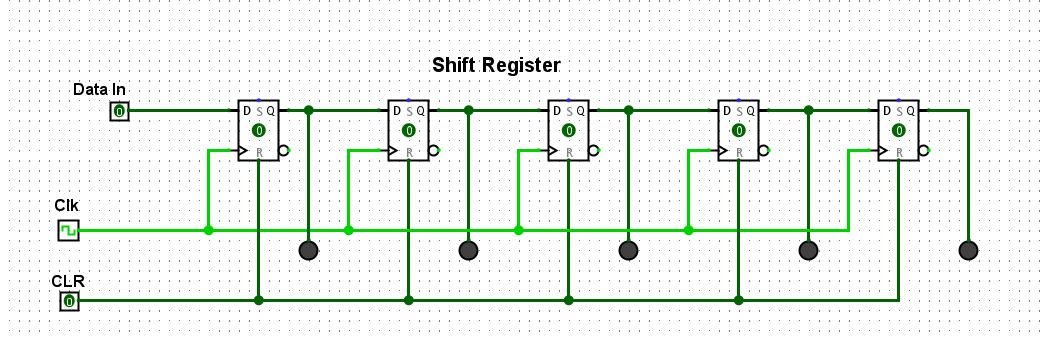 Shift Register
Data In
0
D S Q D S Q D S Q D S Q D S Q
0 0 0 0 0
R R R R R
Clk
CLR
0